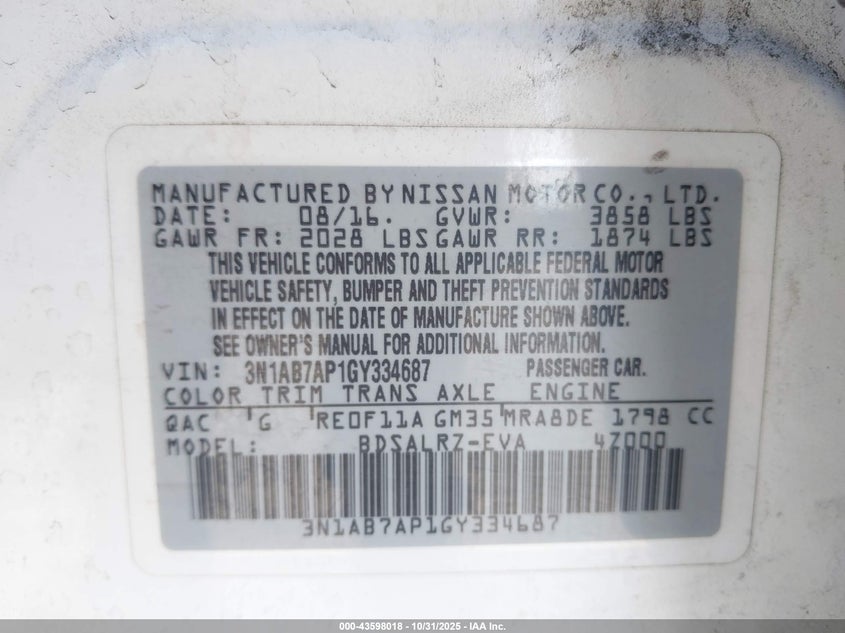 MANUFACTURED BY NISSAN MOTOR CO., LTD.
DATE: 08/16. GVWR: 3858 LBS
GAWR FR: 2028 LBS GAWR RR: 1874 LBS
THIS VEHICLE CONFORMS TO ALL APPLICABLE FEDERAL MOTOR
VEHICLE SAFETY, BUMPER AND THEFT PREVENTION STANDARDS
IN EFFECT ON THE DATE OF MANUFACTURE SHOWN ABOVE.
SEE OWNER'S MANUAL FOR ADDITIONAL INFORMATION.
VIN: 3N1AB7AP1GY334687 PASSENGER CAR.
COLOR TRIM TRANS AXLE ENGINE
QAC G RE0F11A GM35 MRA8DE 1798 CC
MODEL: BDSALRZ-EVA 4Z000
3N1AB7AP1GY334687
000-43598018 - 10/31/2025 - IAA Inc.